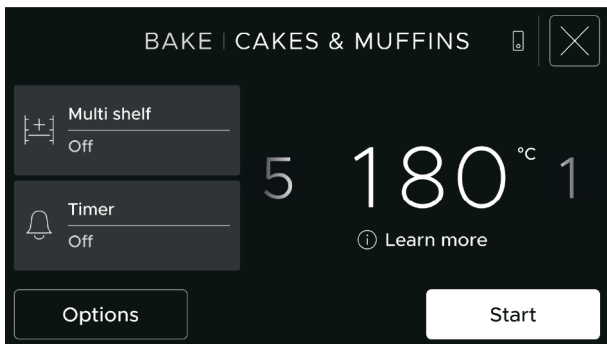 BAKE | CAKES & MUFFINS
Multi shelf
Off
5 180 °C 1
Timer
Off
Learn more
Options
Start